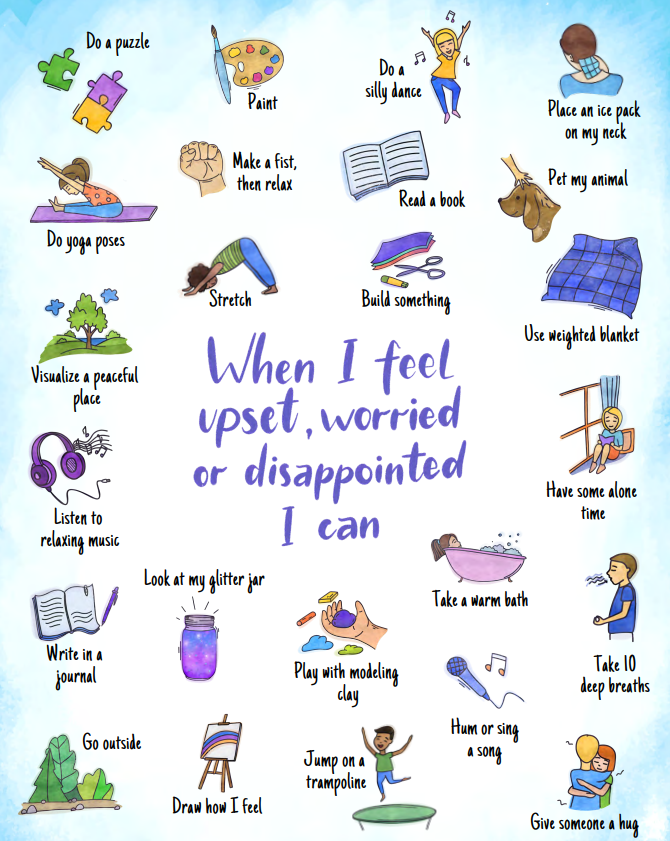 Do a puzzle
Paint
Do a
silly dance
Place an ice pack
on my neck
Do yoga poses
Make a fist,
then relax
Read a book
Pet my animal
Stretch
Build something
Use weighted blanket
Visualize a peaceful
place
When I feel
upset, worried
or disappointed
I can
Listen to
relaxing music
Have some alone
time
Write in a
journal
Look at my glitter jar
Play with modeling
clay
Take a warm bath
Take 10
deep breaths
Hum or sing
a song
Go outside
Draw how I feel
Jump on a
trampoline
Give someone a hug